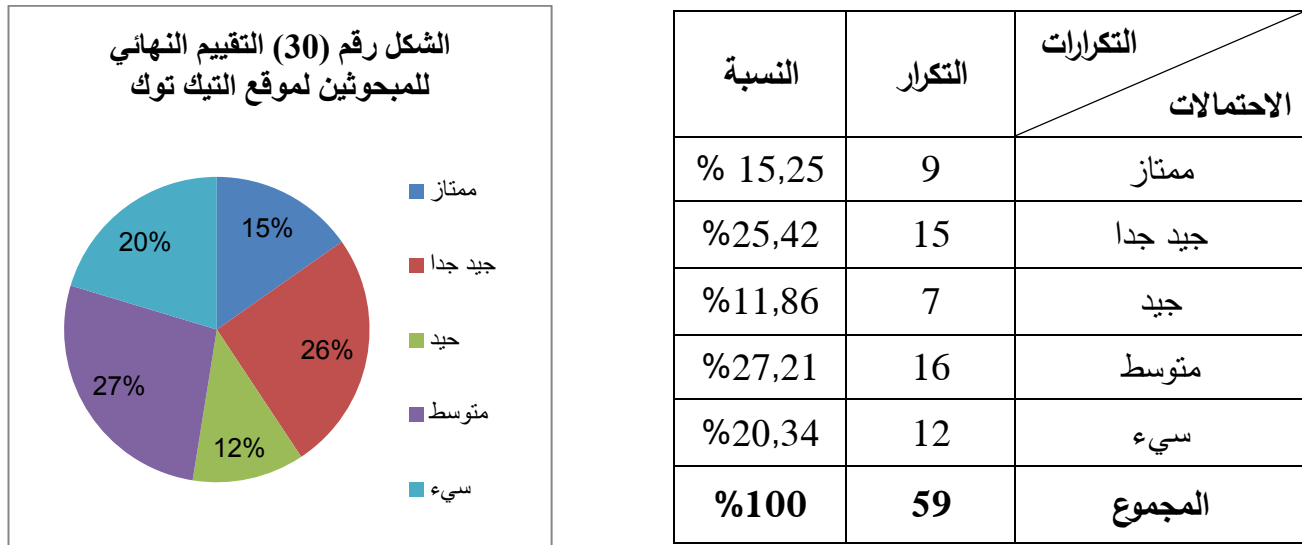 الشكل رقم (30) التقييم النهائي
للمبحوثين لموقع التيك توك
15%
26%
12%
27%
20%
ممتاز
جيد جدا
حيد
متوسط
سيء
التكرارات
الاحتمالات
التكرار
النسبة
ممتاز 9 15,25 %
جيد جدا 15 25,42%
جيد 7 11,86%
متوسط 16 27,21%
سيء 12 20,34%
المجموع 59 100%